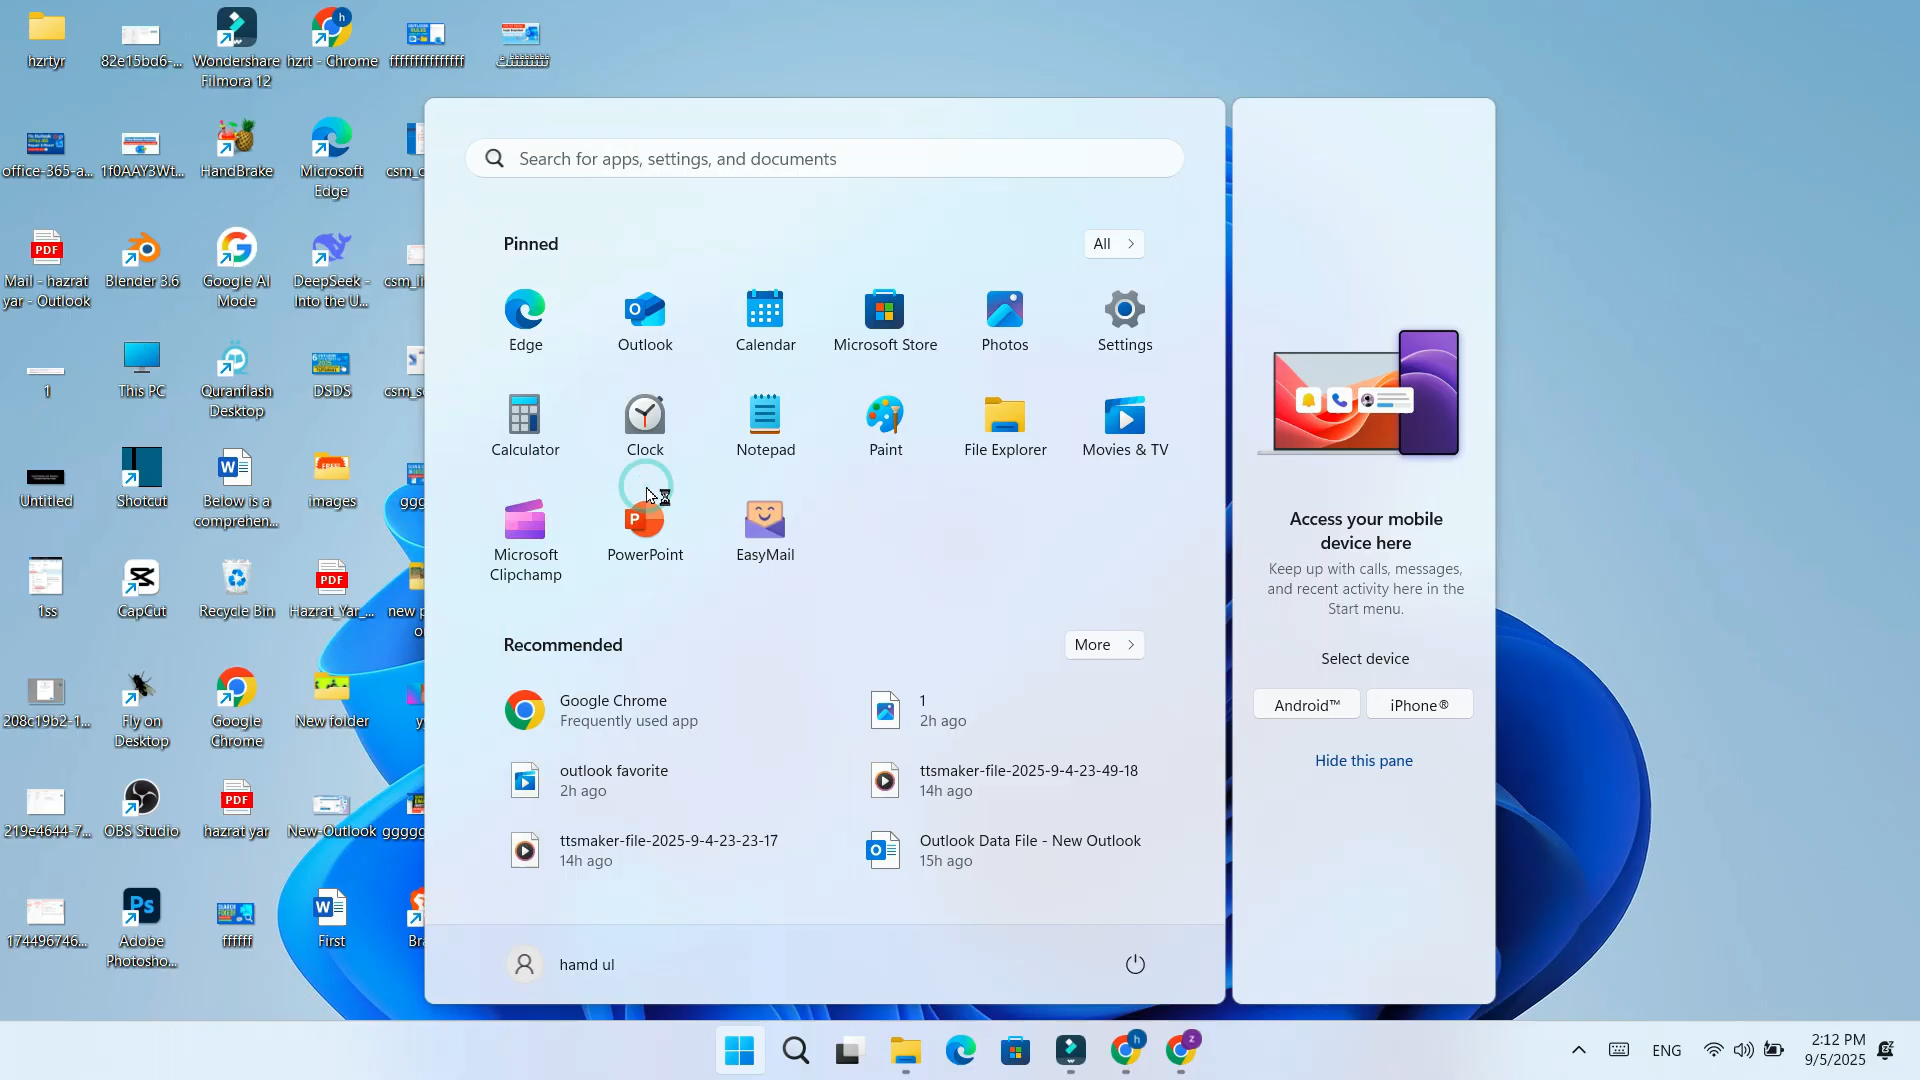 hzrtyr
82e15bd6-...
Wondershare
Filmora 12
hzrt - Chrome
office-365-a...
1f0AAY3Wt...
HandBrake
Microsoft
Edge
PDF
Mail - hazrat
yar - Outlook
Blender 3.6
Google AI
Mode
DeepSeek -
Into the U...
1
This PC
Quranflash
Desktop
DSDS
Untitled
Shotcut
Below is a
comprehen...
images
1ss
CapCut
Recycle Bin
PDF
Hazrat_Yar_...
new p
208c19b2-1...
Fly on
Desktop
Google
Chrome
New folder
219e4644-7...
OBS Studio
PDF
hazrat yar
New-Outlook
174496746...
Ps
Adobe
Photosho...
ffffff
First
Search for apps, settings, and documents
Pinned
All
Edge
Outlook
Calendar
Microsoft Store
Photos
Settings
Calculator
Clock
Notepad
Paint
File Explorer
Movies & TV
Microsoft
Clipchamp
PowerPoint
EasyMail
Recommended
More
Google Chrome
Frequently used app
1
2h ago
outlook favorite
2h ago
ttsmaker-file-2025-9-4-23-49-18
14h ago
ttsmaker-file-2025-9-4-23-23-17
14h ago
Outlook Data File - New Outlook
15h ago
hamd ul
Access your mobile
device here
Keep up with calls, messages,
and recent activity here in the
Start menu.
Select device
Android™
iPhone®
Hide this pane
ENG
2:12 PM
9/5/2025